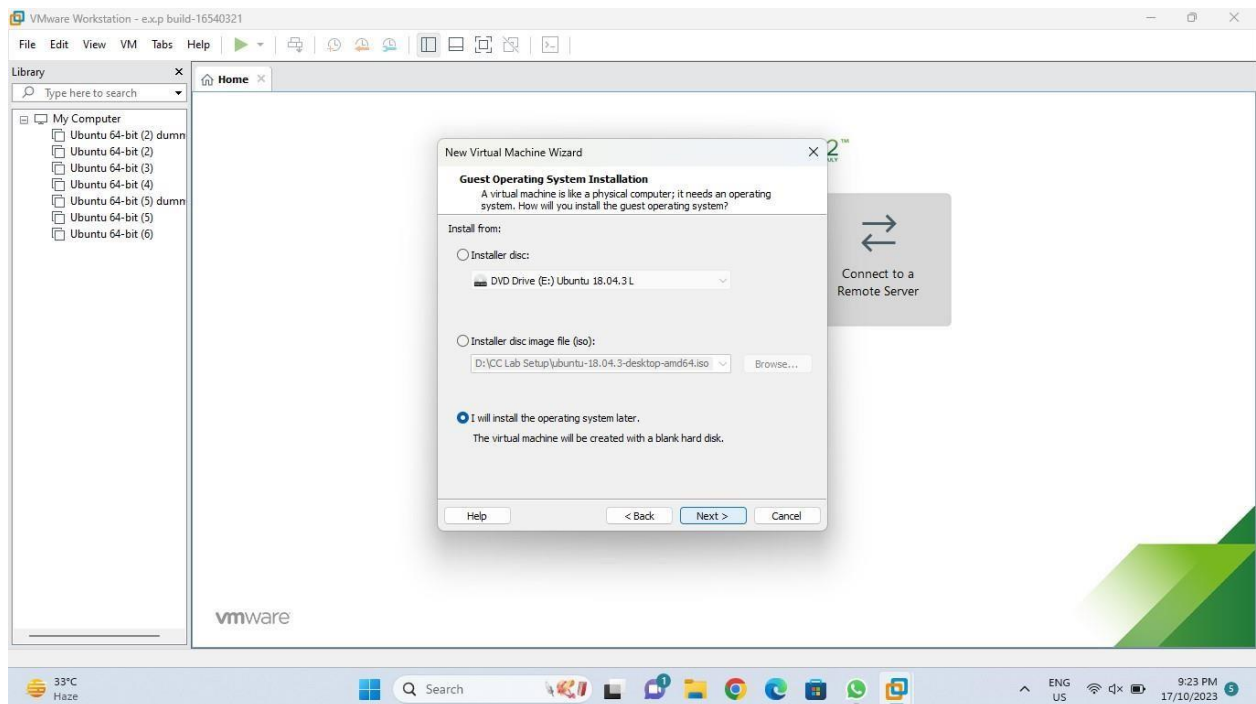 VMware Workstation - e.x.p build-16540321
File Edit View VM Tabs Help
Library
Home
Type here to search
My Computer
Ubuntu 64-bit (2) dumm
Ubuntu 64-bit (2)
Ubuntu 64-bit (3)
Ubuntu 64-bit (4)
Ubuntu 64-bit (5) dumm
Ubuntu 64-bit (5)
Ubuntu 64-bit (6)
2™
New Virtual Machine Wizard
Guest Operating System Installation
A virtual machine is like a physical computer; it needs an operating
system. How will you install the guest operating system?
Install from:
Installer disc:
DVD Drive (E:) Ubuntu 18.04.3 L
Installer disc image file (iso):
D:\CC Lab Setup\ubuntu-18.04.3-desktop-amd64.iso
Browse...
I will install the operating system later.
The virtual machine will be created with a blank hard disk.
Help
< Back
Next >
Cancel
Connect to a
Remote Server
vmware
33°C
Haze
Search
1
ENG
US
9:23 PM
17/10/2023
5